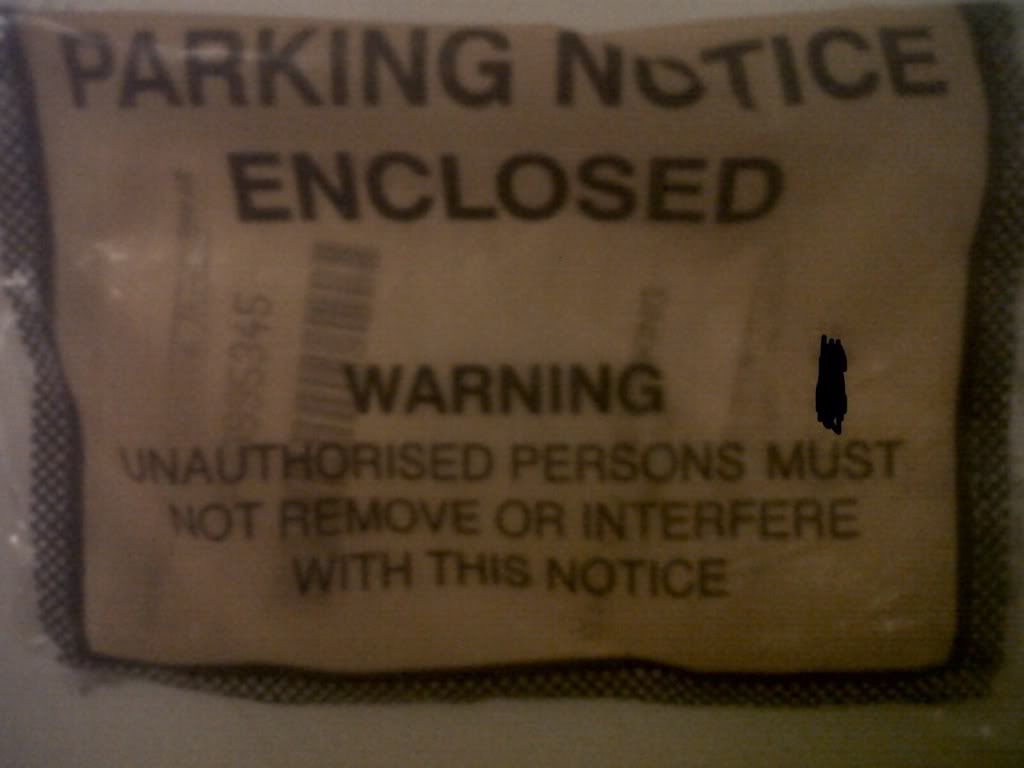 PARKING NOTICE
ENCLOSED
WARNING
UNAUTHORISED PERSONS MUST
NOT REMOVE OR INTERFERE
WITH THIS NOTICE